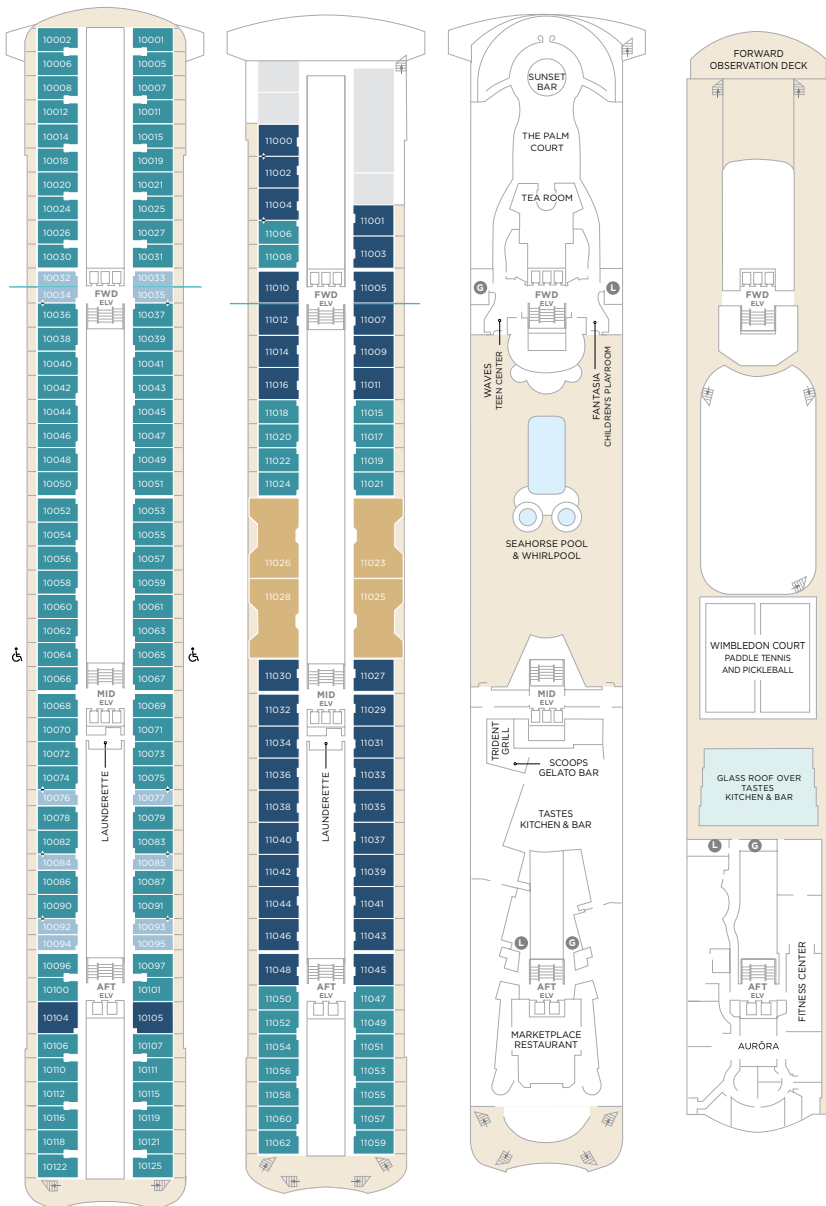 10002
10001
10006
10005
10008
10007
10012
10011
10014
10015
10018
10019
10020
10021
10024
10025
10026
10027
10030
10031
10032
10033
10034
10035
FWD
ELV
10036
10037
10038
10039
10040
10041
10042
10043
10044
10045
10046
10047
10048
10049
10050
10051
10052
10053
10054
10055
10056
10057
10058
10059
10060
10061
10062
10063
10064
10065
10066
10067
MID
ELV
10068
10069
10070
10071
10072
10073
10074
10075
10076
10077
LAUNDERETTE
10078
10079
10082
10083
10084
10085
10086
10087
10090
10091
10092
10093
10094
10095
10096
10097
10100
10101
AFT
ELV
10104
10105
10106
10107
10110
10111
10112
10115
10116
10119
10118
10121
10122
10125
11000
11002
11004
11001
11006
11003
11008
11010
11005
FWD
ELV
11012
11007
11014
11009
11016
11011
11018
11015
11020
11017
11022
11019
11024
11021
11026
11023
11028
11025
11030
11027
MID
ELV
11032
11029
11034
11031
11036
11033
LAUNDERETTE
11038
11035
11040
11037
11042
11039
11044
11041
11046
11043
11048
11045
AFT
ELV
11050
11047
11052
11049
11054
11051
11056
11053
11058
11055
11060
11057
11062
11059
SUNSET
BAR
THE PALM
COURT
TEA ROOM
G
L
FWD
ELV
WAVES
TEEN CENTER
FANTASIA
CHILDREN'S PLAYROOM
SEAHORSE POOL
& WHIRLPOOL
MID
ELV
TRIDENT
GRILL
SCOOPS
GELATO BAR
TASTES
KITCHEN & BAR
L
G
AFT
ELV
MARKETPLACE
RESTAURANT
FORWARD
OBSERVATION DECK
FWD
ELV
WIMBLEDON COURT
PADDLE TENNIS
AND PICKLEBALL
GLASS ROOF OVER
TASTES
KITCHEN & BAR
L
G
FITNESS CENTER
AFT
ELV
AURŌRA